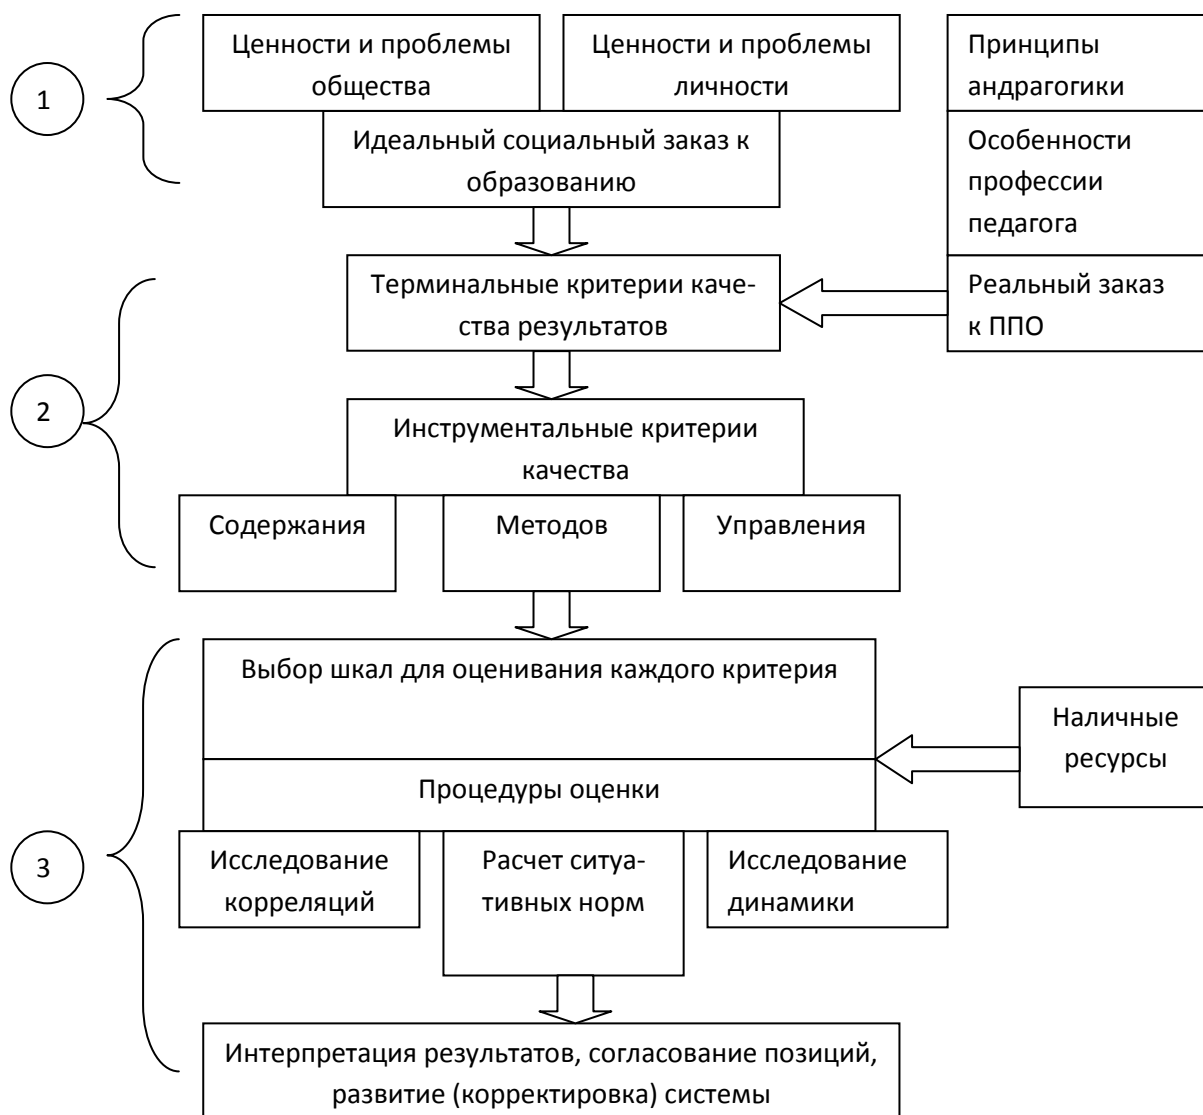 1
Ценности и проблемы
общества
Ценности и проблемы
личности
Идеальный социальный заказ к
образованию
Принципы
андрагогики
Особенности
профессии
педагога
Реальный заказ
к ППО
2
Терминальные критерии каче-
ства результатов
Инструментальные критерии
качества
Содержания
Методов
Управления
3
Выбор шкал для оценивания каждого критерия
Наличные
ресурсы
Процедуры оценки
Исследование
корреляций
Расчет ситуа-
тивных норм
Исследование
динамики
Интерпретация результатов, согласование позиций,
развитие (корректировка) системы